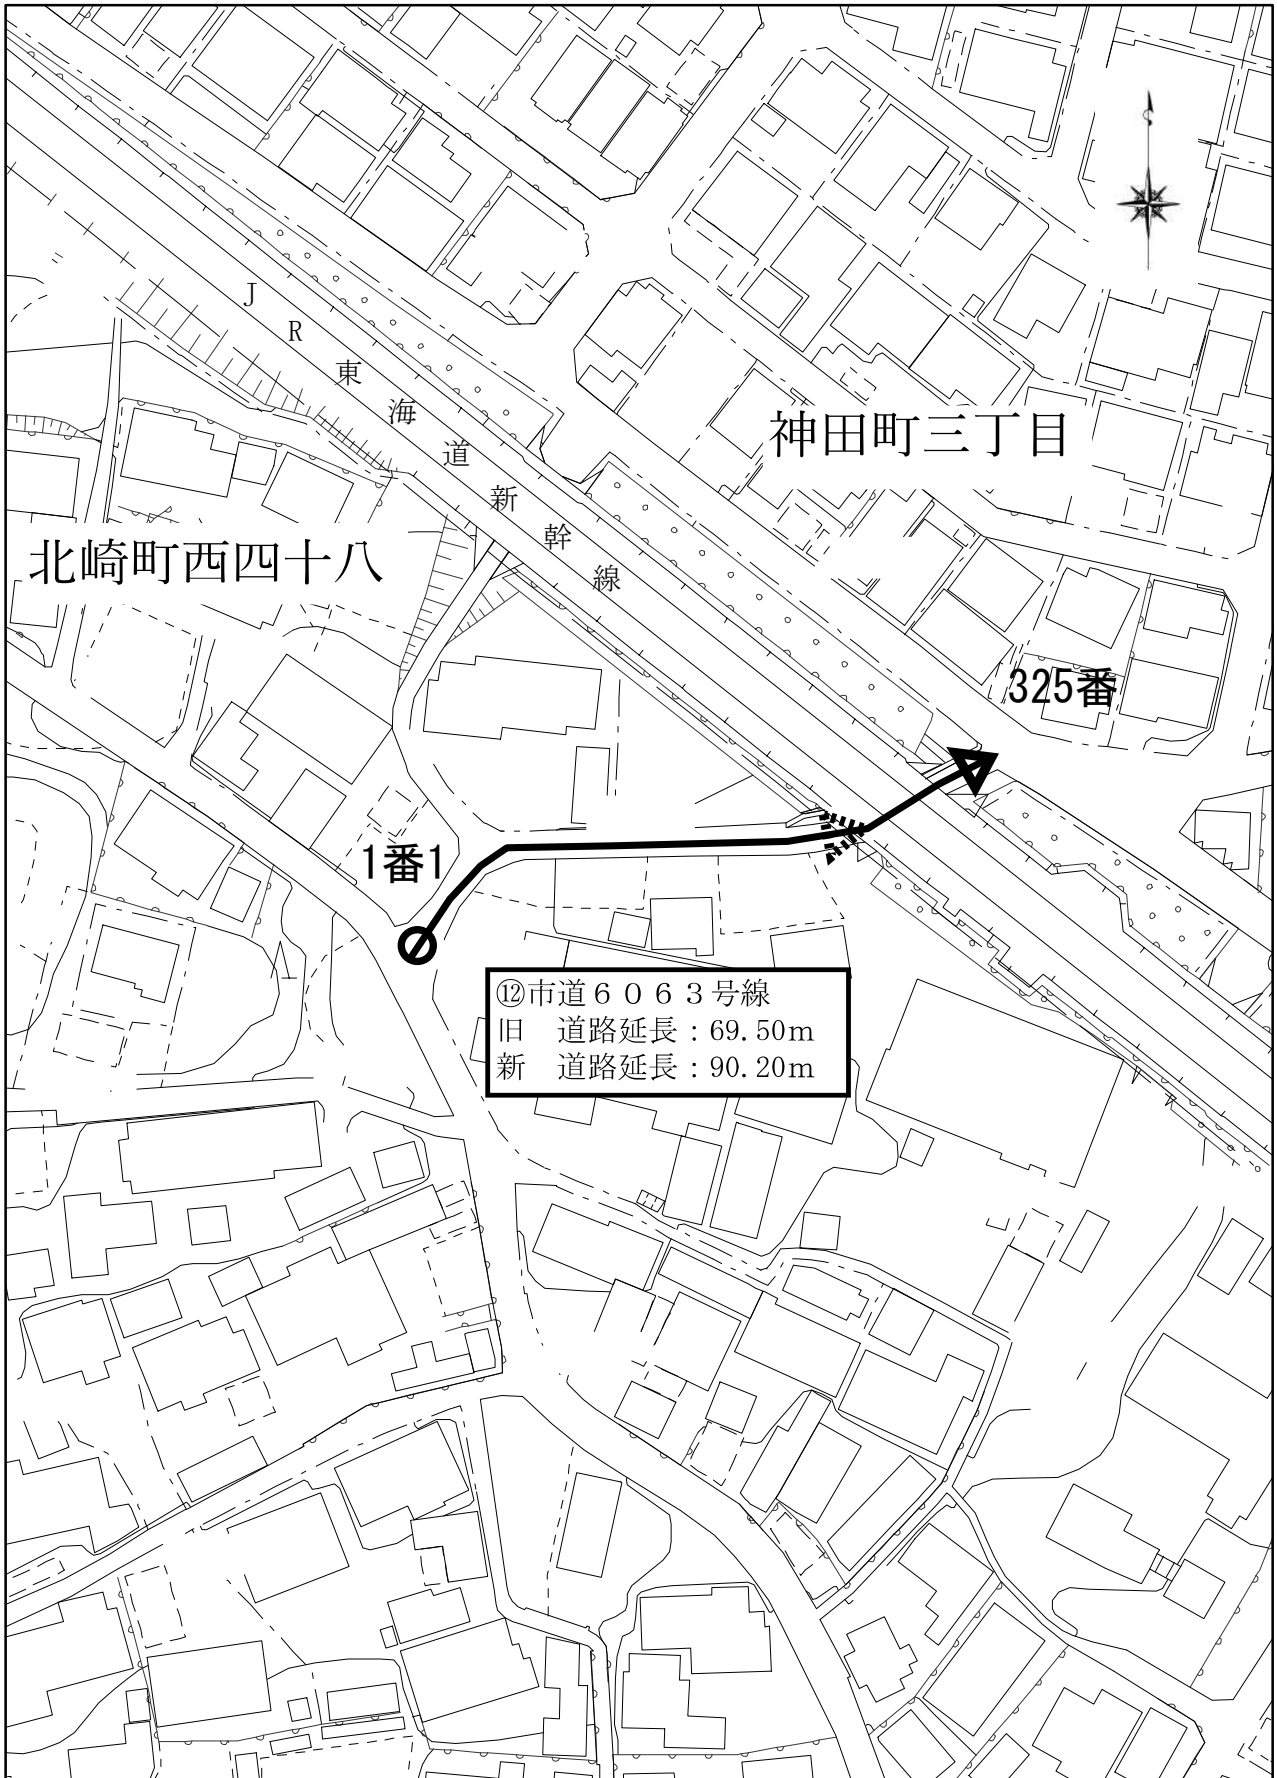 JR東海道新幹線
神田町三丁目
北崎町西四十八
325番
1番1
⑫市道6063号線
旧　道路延長：69.50m
新　道路延長：90.20m